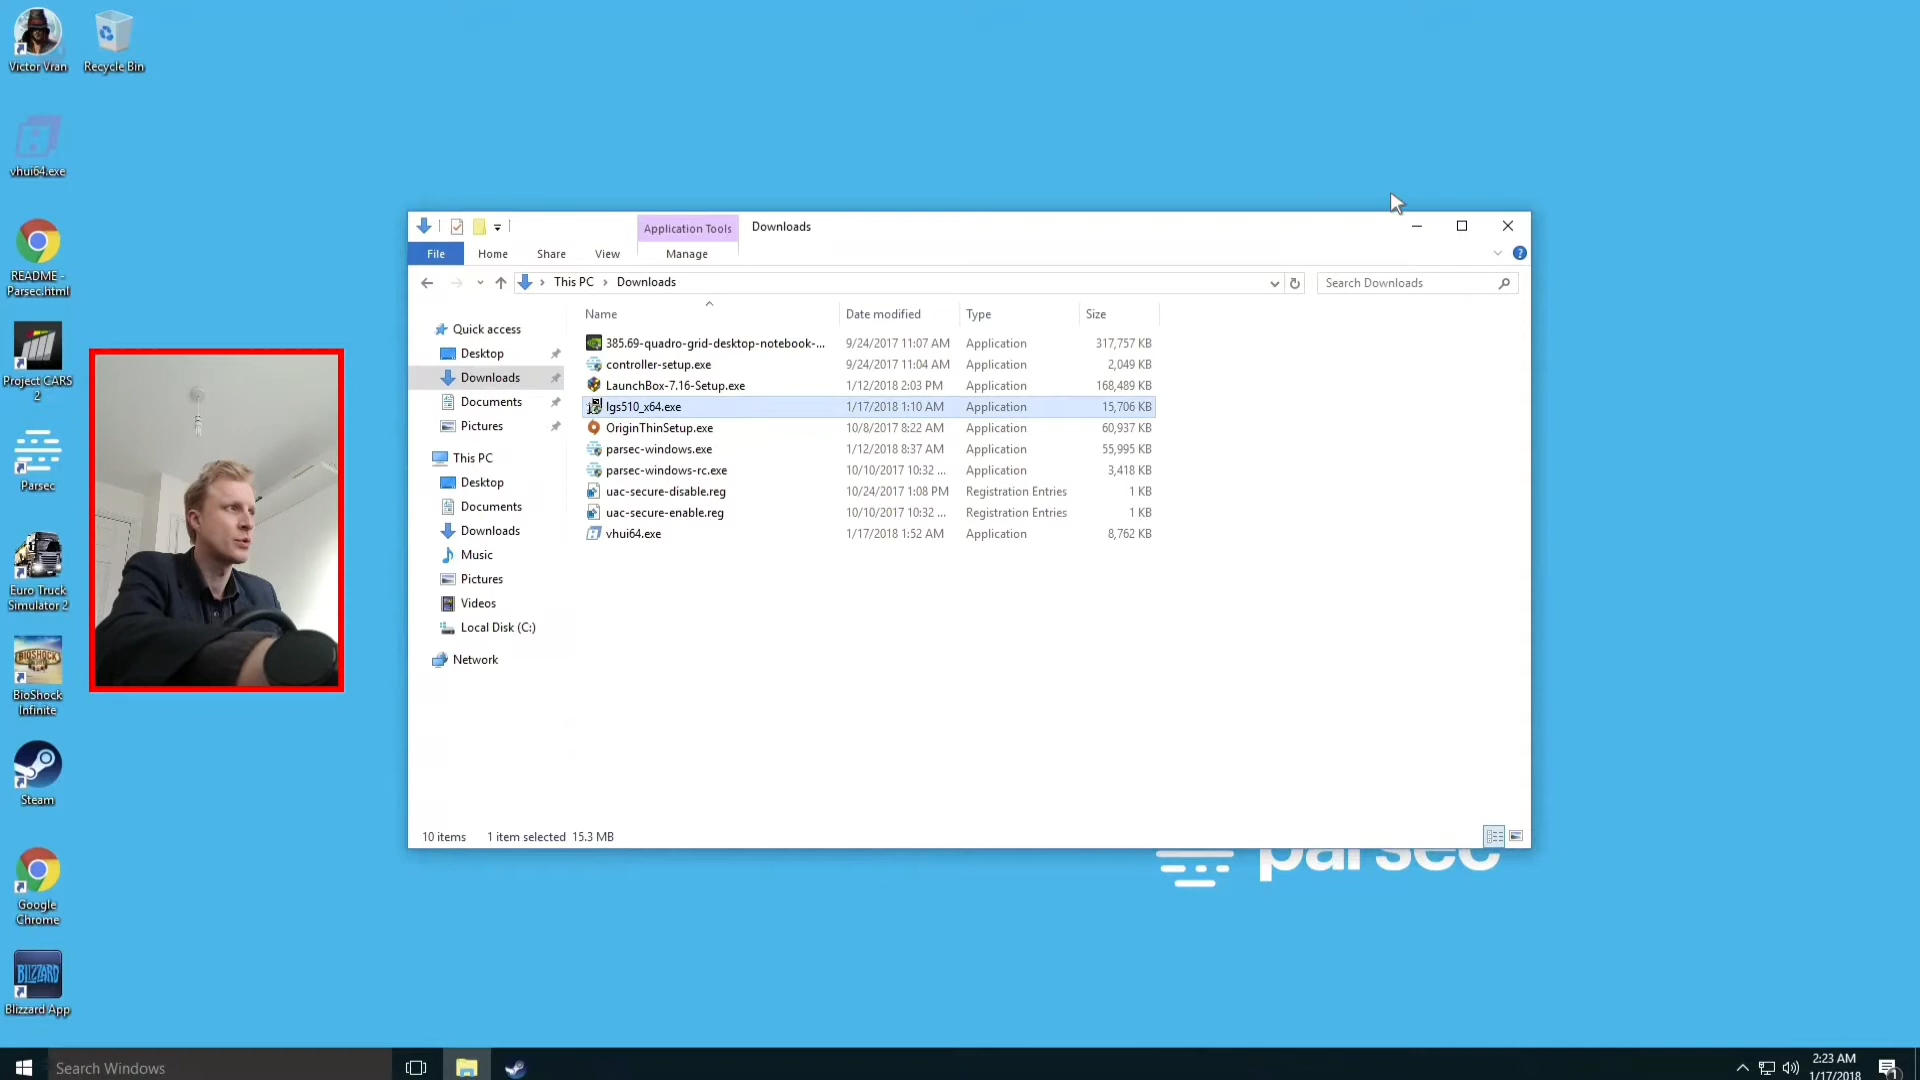 Victor Vran
Recycle Bin
vhui64.exe
README -
Parsec.html
Project CARS
2
Parsec
Euro Truck
Simulator 2
BIOSHOCK
BioShock
Infinite
Steam
Google
Chrome
BLIZZARD
Blizzard App
Application Tools
Downloads
File
Home
Share
View
Manage
This PC
Downloads
Search Downloads
Quick access
Desktop
Downloads
Documents
Pictures
This PC
Desktop
Documents
Downloads
Music
Pictures
Videos
Local Disk (C:)
Network
Name Date modified Type Size
385.69-quadro-grid-desktop-notebook-... 9/24/2017 11:07 AM Application 317,757 KB
controller-setup.exe 9/24/2017 11:04 AM Application 2,049 KB
LaunchBox-7.16-Setup.exe 1/12/2018 2:03 PM Application 168,489 KB
lgs510_x64.exe 1/17/2018 1:10 AM Application 15,706 KB
OriginThinSetup.exe 10/8/2017 8:22 AM Application 60,937 KB
parsec-windows.exe 1/12/2018 8:37 AM Application 55,995 KB
parsec-windows-rc.exe 10/10/2017 10:32 ... Application 3,418 KB
uac-secure-disable.reg 10/24/2017 1:08 PM Registration Entries 1 KB
uac-secure-enable.reg 10/10/2017 10:32 ... Registration Entries 1 KB
vhui64.exe 1/17/2018 1:52 AM Application 8,762 KB
10 items 1 item selected 15.3 MB
parsec
Search Windows
2:23 AM
1/17/2018
1